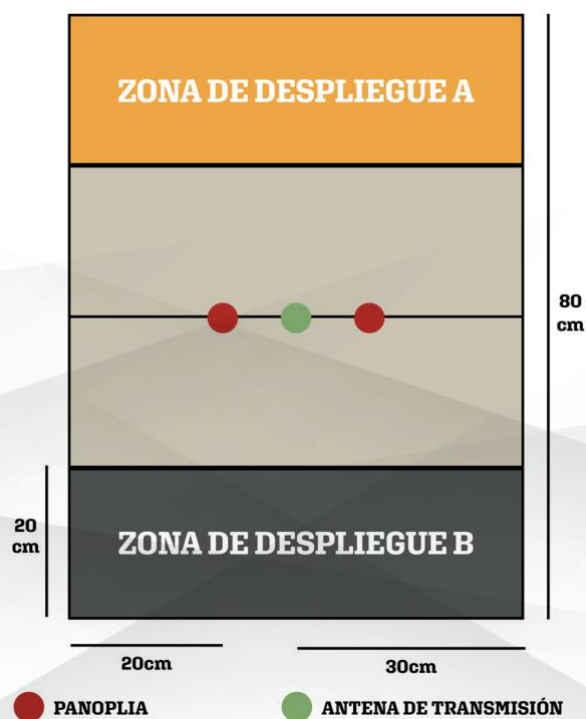 ZONA DE DESPLIEGUE A
80
cm
20
cm
ZONA DE DESPLIEGUE B
20cm
30cm
PANOPLIA
ANTENA DE TRANSMISIÓN